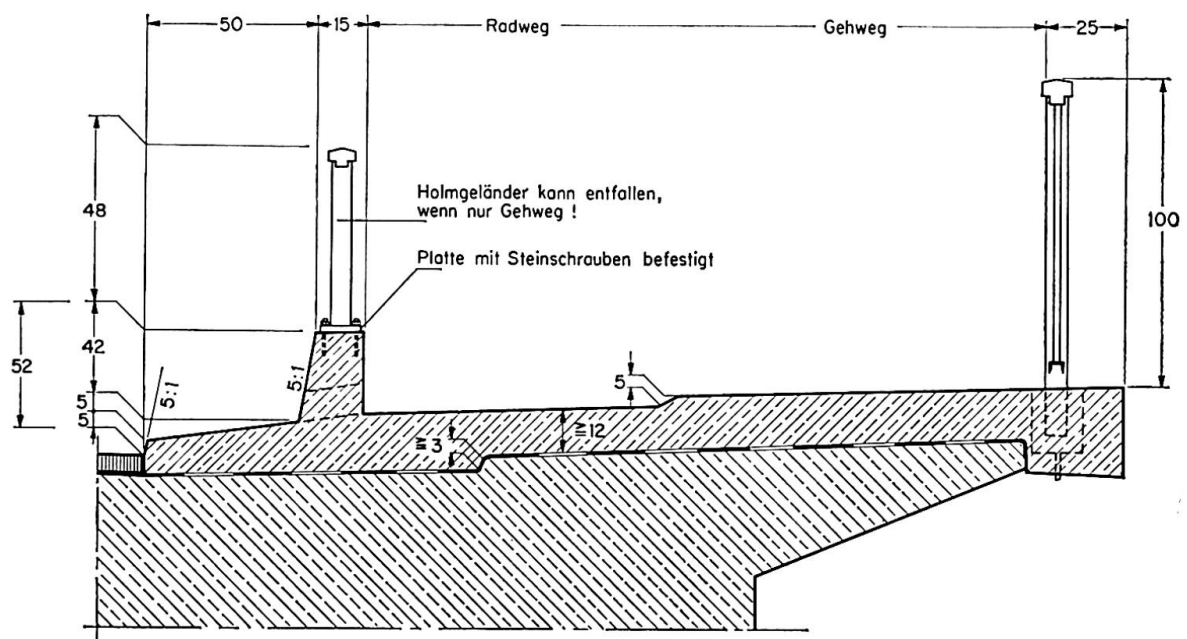 50
15
Radweg
Gehweg
25
48
Holmgeländer kann entfallen,
wenn nur Gehweg !
100
Platte mit Steinschrauben befestigt
52
42
5:1
5:1
5
5
5
≧12
≧3